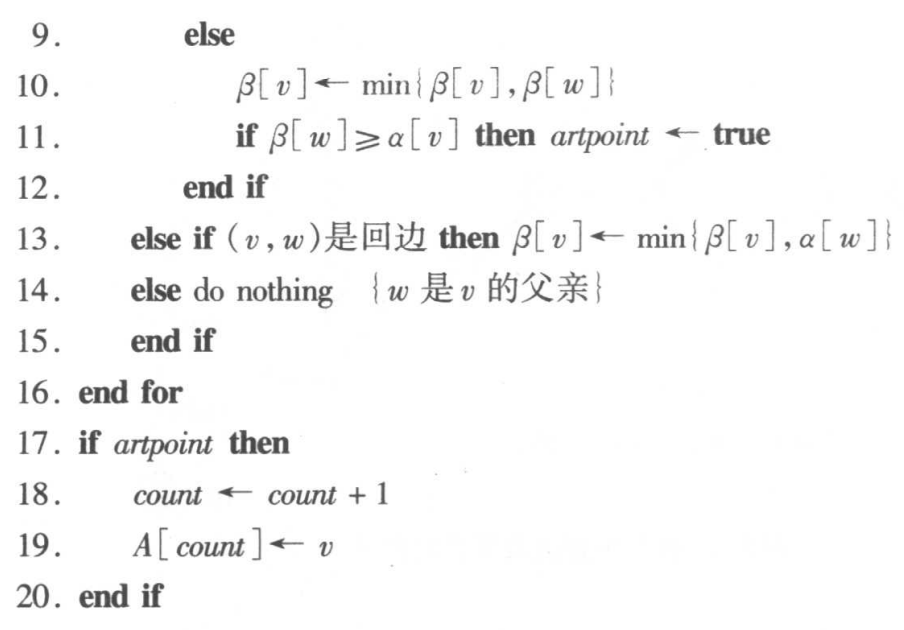 9. else
10. β[v]← min{β[v],β[w]}
11. if β[w]≥α[v] then artpoint ← true
12. end if
13. else if (v,w)是回边 then β[v]← min{β[v],α[w]}
14. else do nothing {w 是 v 的父亲}
15. end if
16. end for
17. if artpoint then
18. count ← count + 1
19. A[count]← v
20. end if